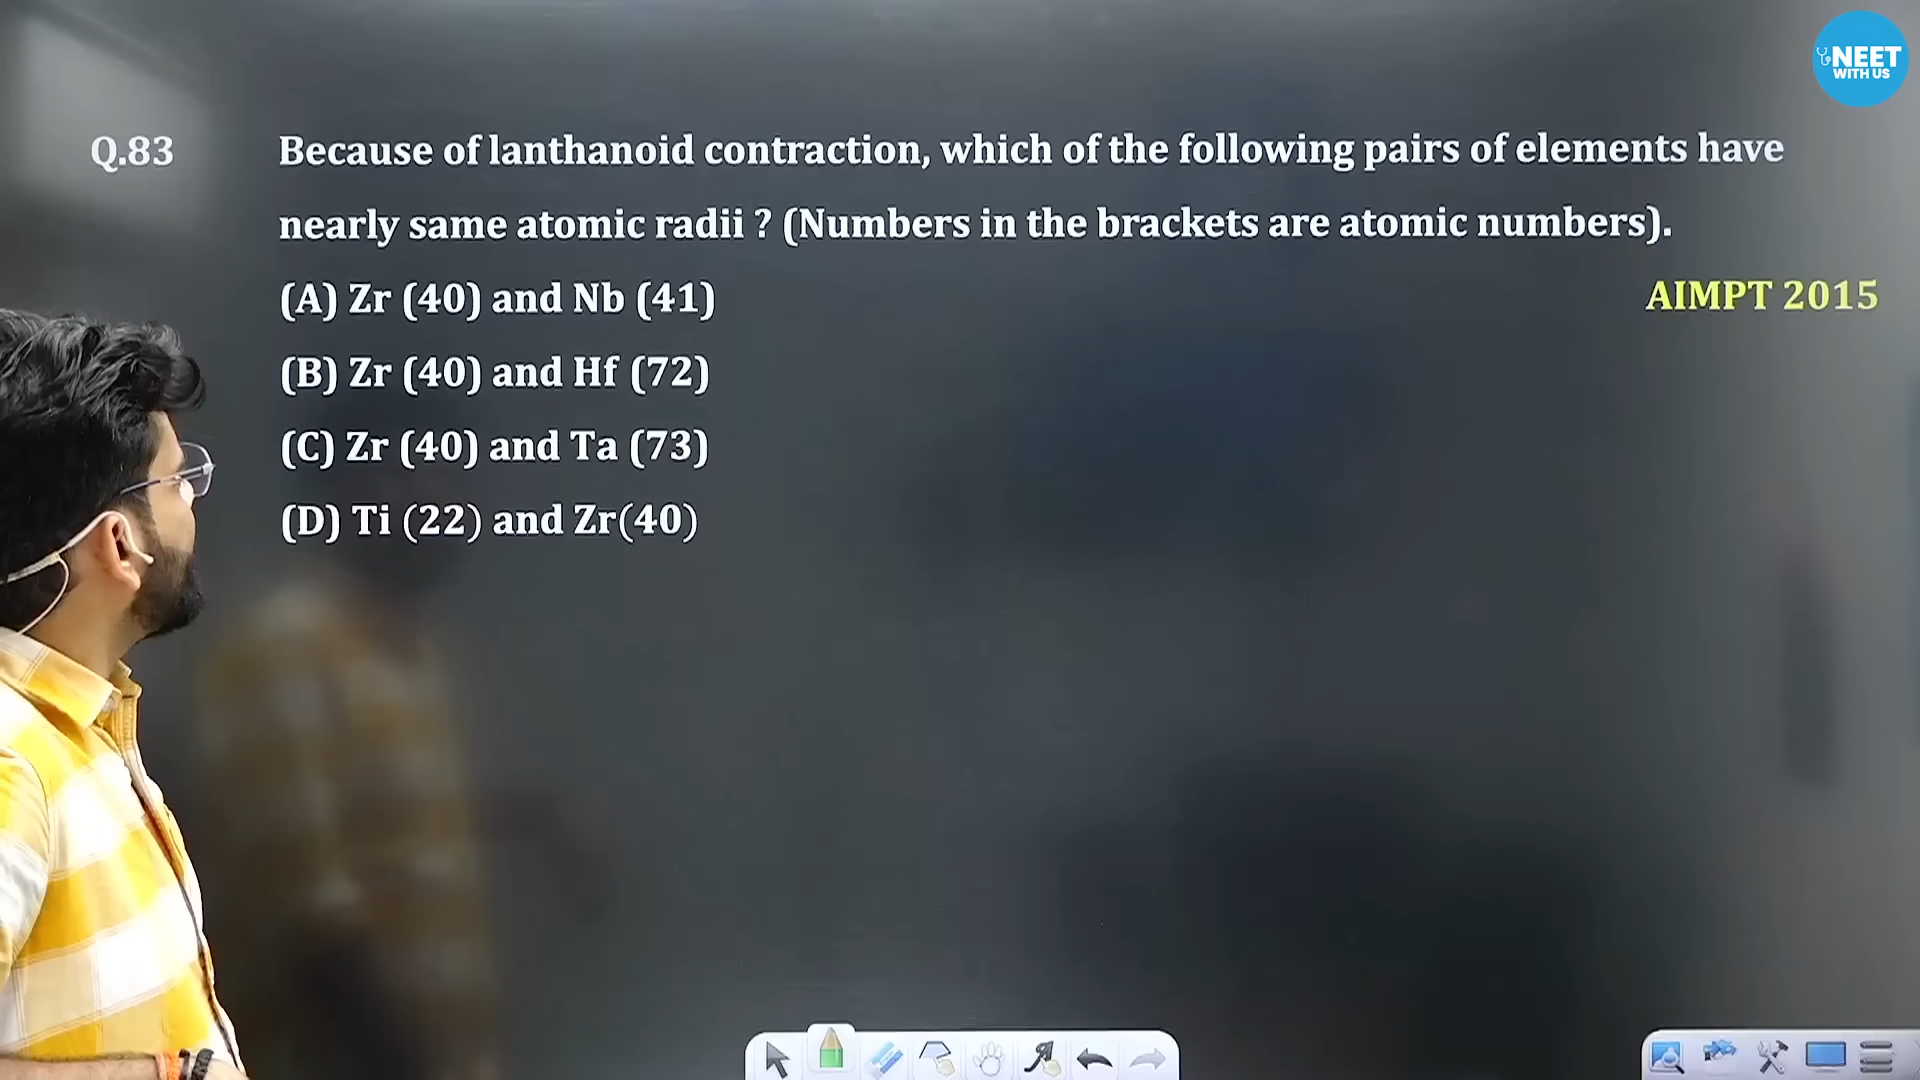 NEET
WITH US
Q.83 Because of lanthanoid contraction, which of the following pairs of elements have
nearly same atomic radii ? (Numbers in the brackets are atomic numbers).
(A) Zr (40) and Nb (41)
AIMPT 2015
(B) Zr (40) and Hf (72)
(C) Zr (40) and Ta (73)
(D) Ti (22) and Zr(40)